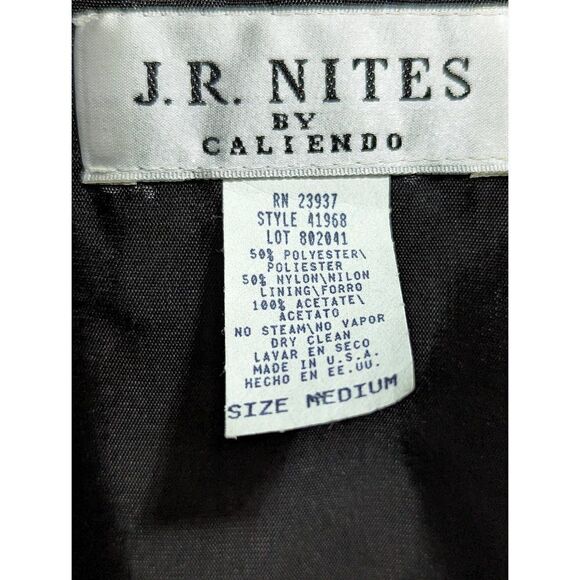 J.R. NITES
BY
CALIENDO
RN 23937
STYLE 41968
LOT 802041
50% POLYESTER\
POLIESTER
50% NYLON\NILON
LINING\FORRO
100% ACETATE\
ACETATO
NO STEAM\NO VAPOR
DRY CLEAN
LAVAR EN SECO
MADE IN U.S.A.
HECHO EN EE.UU.
SIZE MEDIUM